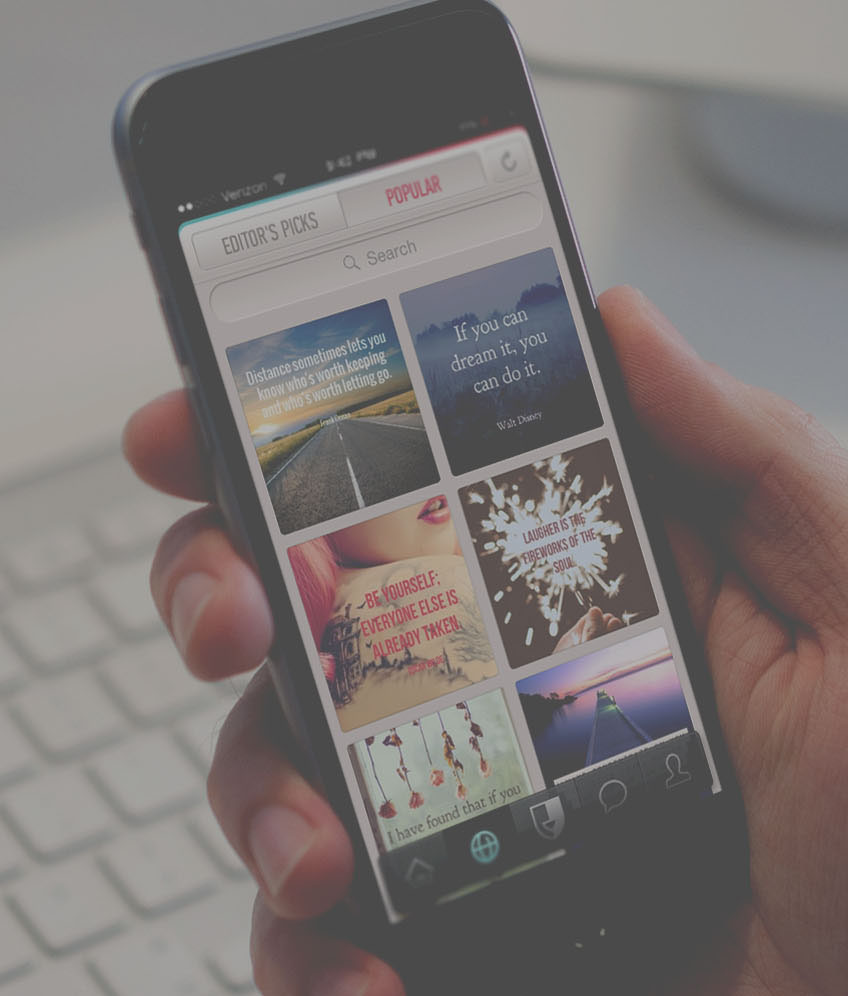 Verizon 9:42 PM
EDITOR'S PICKS
POPULAR
Search
Distance sometimes lets you
know who's worth keeping
and who's worth letting go.
If you can
dream it, you
can do it.
Walt Disney
BE YOURSELF;
EVERYONE ELSE IS
ALREADY TAKEN.
LAUGHER IS THE
FIREWORKS OF THE
SOUL
I have found that if you